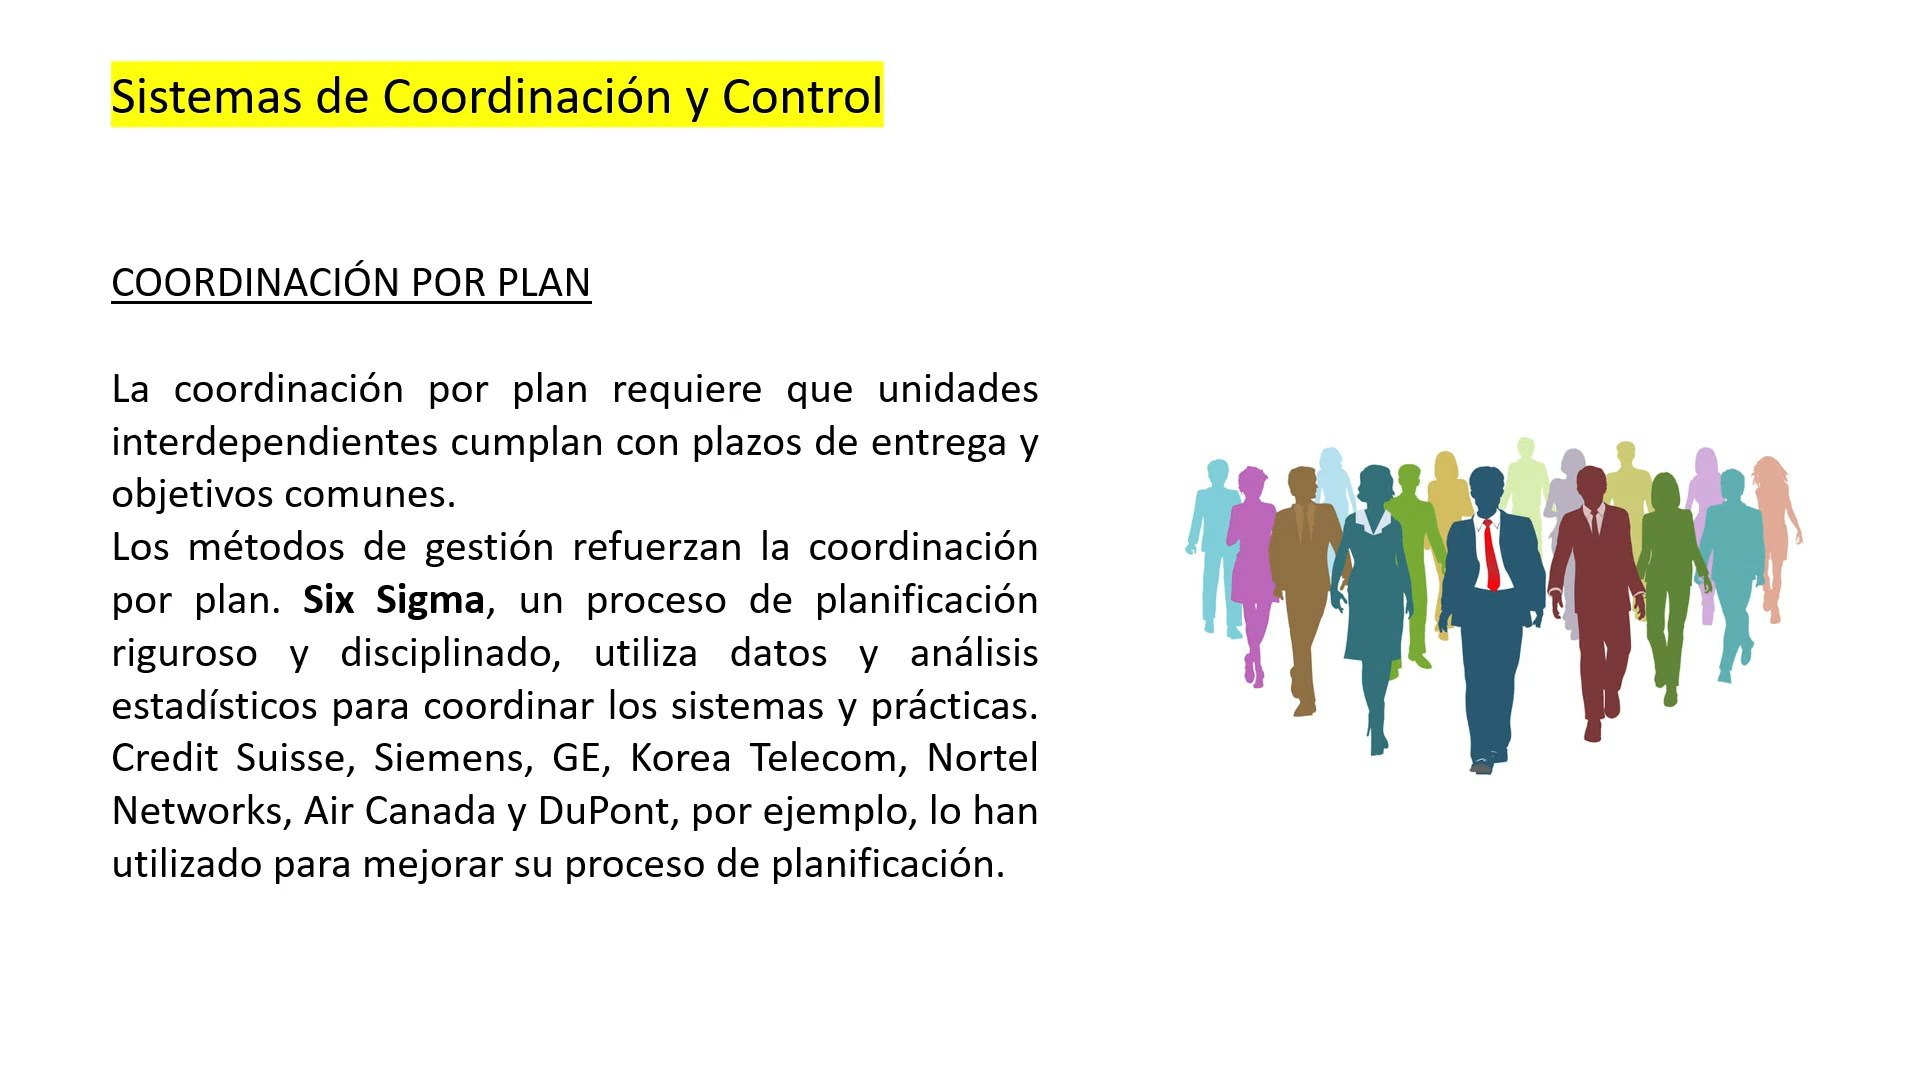 Sistemas de Coordinación y Control
COORDINACIÓN POR PLAN
La coordinación por plan requiere que unidades
interdependientes cumplan con plazos de entrega y
objetivos comunes.
Los métodos de gestión refuerzan la coordinación
por plan. Six Sigma, un proceso de planificación
riguroso y disciplinado, utiliza datos y análisis
estadísticos para coordinar los sistemas y prácticas.
Credit Suisse, Siemens, GE, Korea Telecom, Nortel
Networks, Air Canada y DuPont, por ejemplo, lo han
utilizado para mejorar su proceso de planificación.